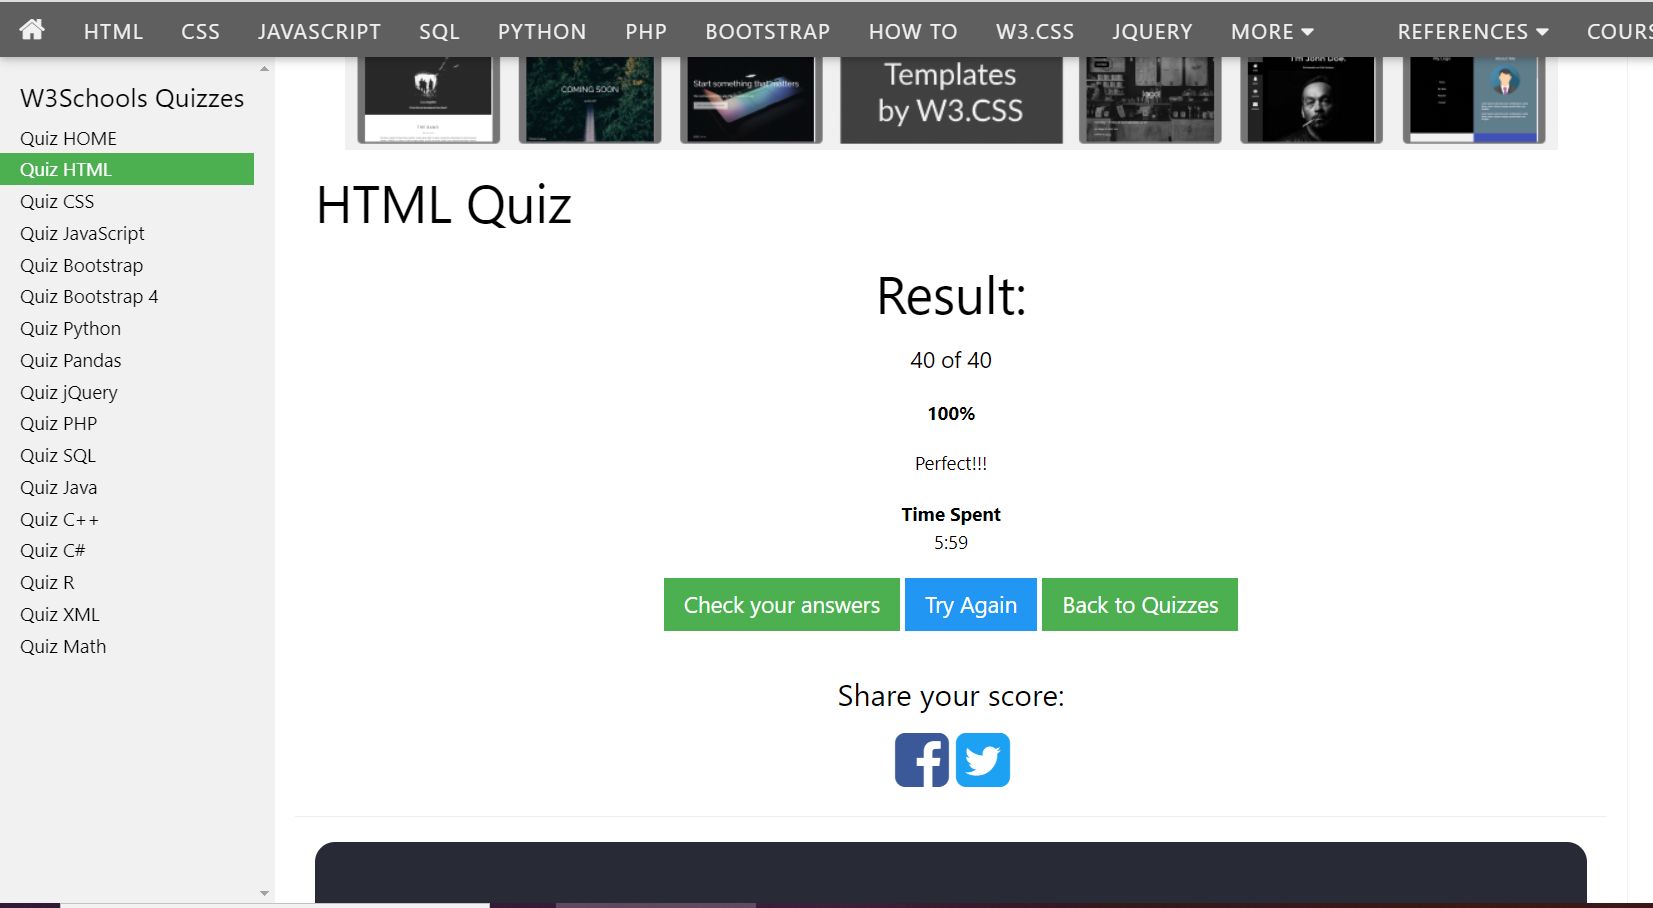 HTML CSS JAVASCRIPT SQL PYTHON PHP BOOTSTRAP HOW TO W3.CSS JQUERY MORE REFERENCES COURS
W3Schools Quizzes
Quiz HOME
Quiz HTML
Quiz CSS
Quiz JavaScript
Quiz Bootstrap
Quiz Bootstrap 4
Quiz Python
Quiz Pandas
Quiz jQuery
Quiz PHP
Quiz SQL
Quiz Java
Quiz C++
Quiz C#
Quiz R
Quiz XML
Quiz Math
THE BAND
COMING SOON
Start something that matters
Templates
by W3.CSS
logo
I'm John Doe.
HTML Quiz
Result:
40 of 40
100%
Perfect!!!
Time Spent
5:59
Check your answers Try Again Back to Quizzes
Share your score: